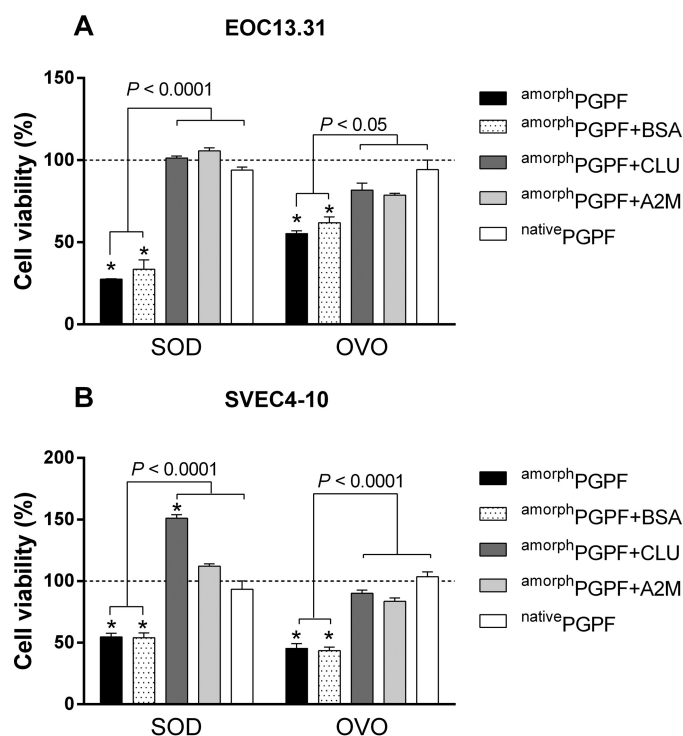 A
EOC13.31
Cell viability (%)
150
100
50
0
P < 0.0001
P < 0.05
*
*
*
*
SOD
OVO
amorphPGPF
amorphPGPF+BSA
amorphPGPF+CLU
amorphPGPF+A2M
nativePGPF
B
SVEC4-10
Cell viability (%)
200
150
100
50
0
P < 0.0001
P < 0.0001
*
*
*
*
*
SOD
OVO
amorphPGPF
amorphPGPF+BSA
amorphPGPF+CLU
amorphPGPF+A2M
nativePGPF